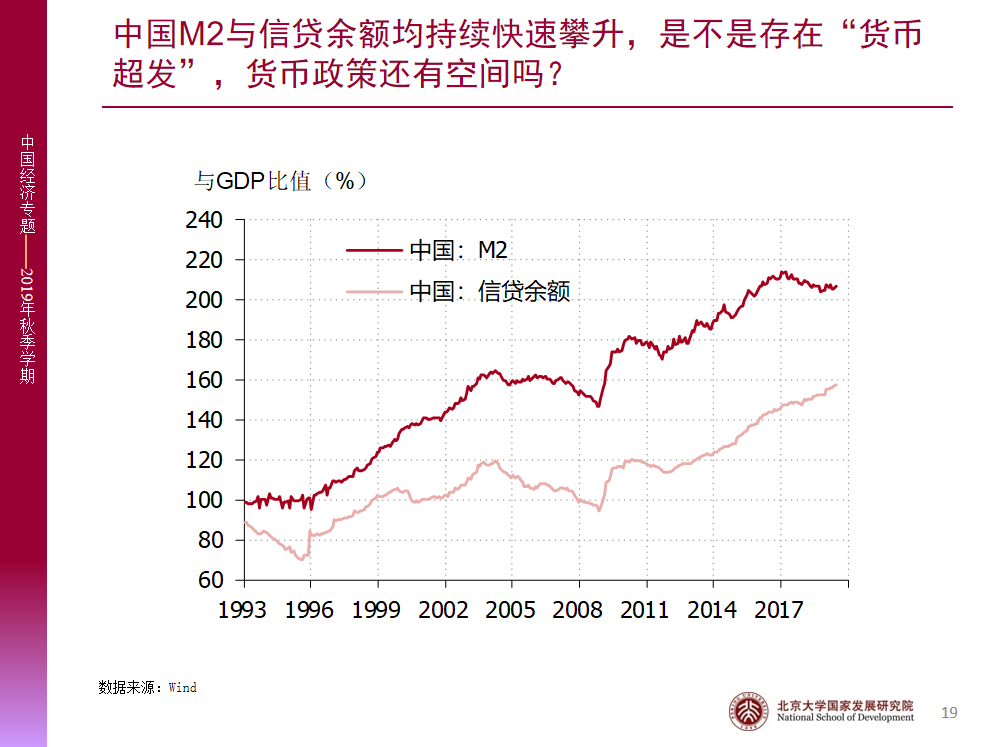 中国M2与信贷余额均持续快速攀升，是不是存在“货币
超发”，货币政策还有空间吗？
中国经济专题——2019年秋季学期
与GDP比值（%）
240
220
200
180
160
140
120
100
80
60
中国：M2
中国：信贷余额
1993 1996 1999 2002 2005 2008 2011 2014 2017
数据来源：Wind
北京大学国家发展研究院
National School of Development
19